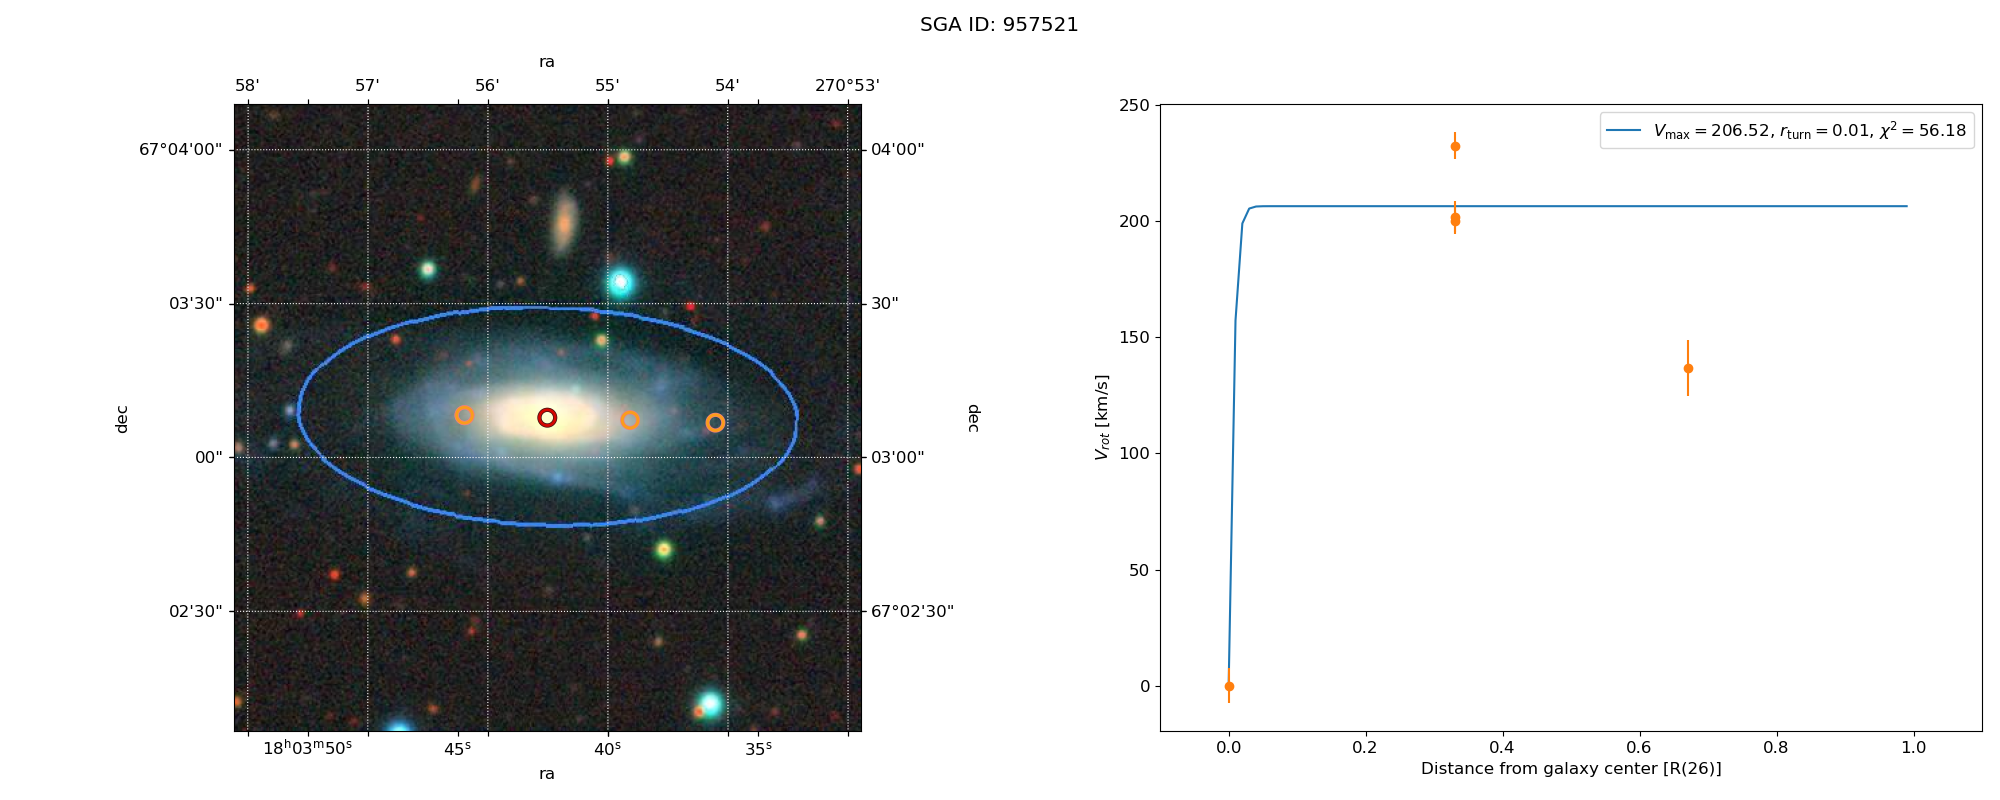 SGA ID: 957521
ra
58' 57' 56' 55' 54' 270°53'
67°04'00" 04'00"
03'30" 30"
00" 03'00"
02'30" 67°02'30"
dec
dec
18ʰ03ᵐ50ˢ 45ˢ 40ˢ 35ˢ
ra
250
200
150
100
50
0
V_rot [km/s]
V_max = 206.52, r_turn = 0.01, χ² = 56.18
0.0 0.2 0.4 0.6 0.8 1.0
Distance from galaxy center [R(26)]